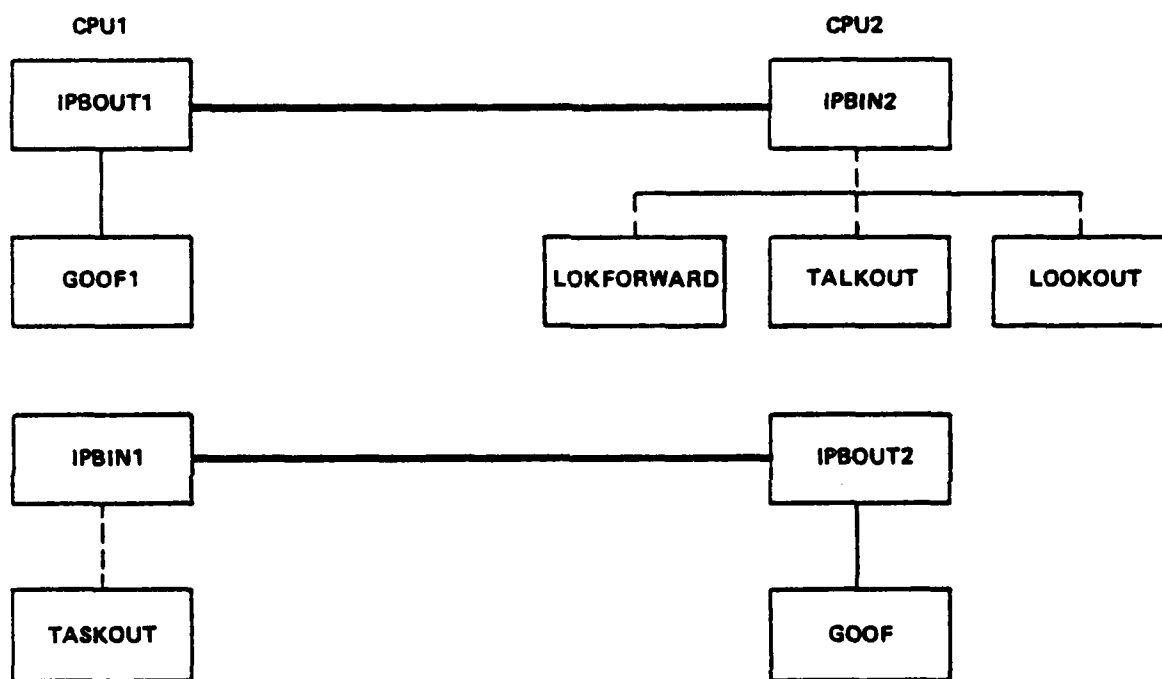 CPU1
CPU2
IPBOUT1
IPBIN2
GOOF1
LOKFORWARD
TALKOUT
LOOKOUT
IPBIN1
IPBOUT2
TASKOUT
GOOF